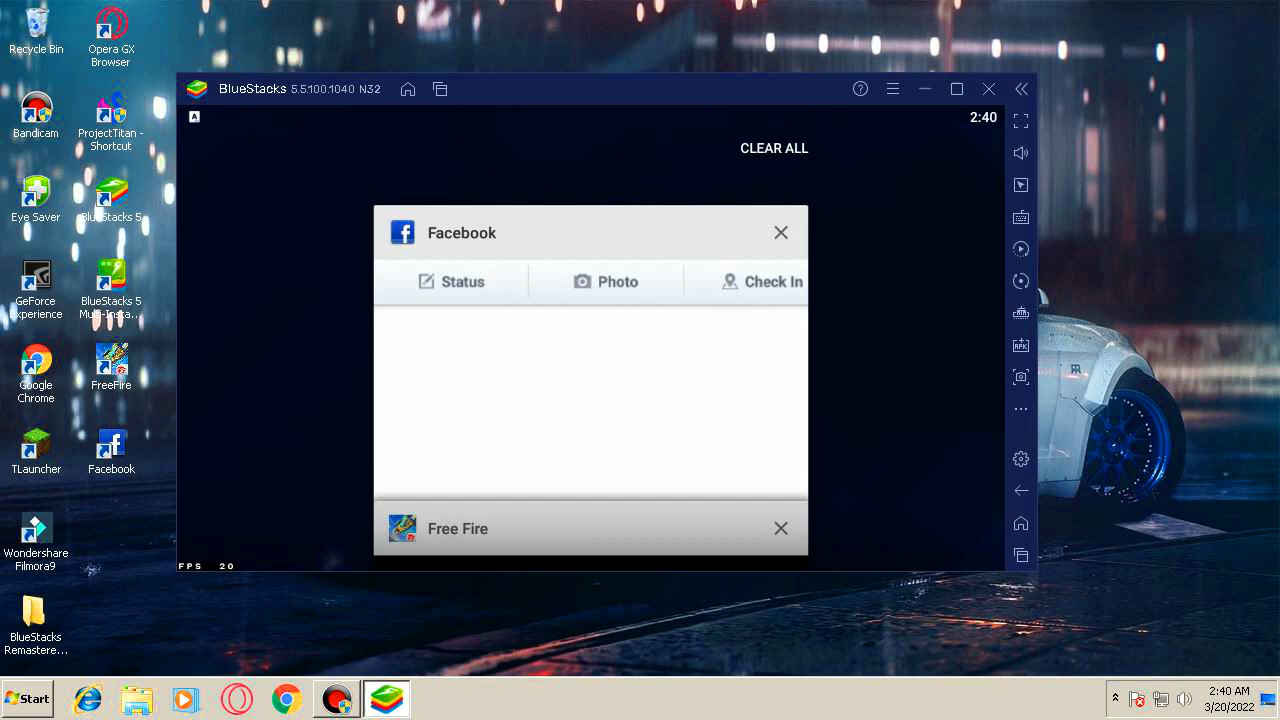 Recycle Bin
Opera GX
Browser
Bandicam
ProjectTitan -
Shortcut
Eye Saver
BlueStacks 5
GeForce
Experience
BlueStacks 5
Multi-Insta...
Google
Chrome
FreeFire
TLauncher
Facebook
Wondershare
Filmora9
BlueStacks
Remastere...
BlueStacks 5.5.100.1040 N32
A
2:40
CLEAR ALL
Facebook
Status
Photo
Check In
Free Fire
FPS 20
APK
Start
2:40 AM
3/20/2022